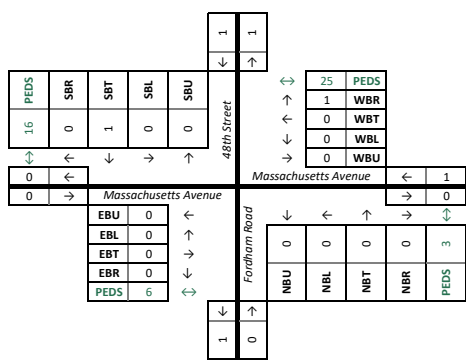 1 1
↓ ↑
PEDS SBR SBT SBL SBU
16 0 1 0 0
↕ ← ↓ → ↑
48th Street
↔ 25 PEDS
↑ 1 WBR
← 0 WBT
↓ 0 WBL
→ 0 WBU
0 ←
Massachusetts Avenue ← 1
0 → Massachusetts Avenue
→ 0
EBU 0 ←
EBL 0 ↑
EBT 0 →
EBR 0 ↓
PEDS 6 ↔
Fordham Road
↓ ← ↑ → ↕
0 0 0 0 3
NBU NBL NBT NBR PEDS
↓ ↑
1 0